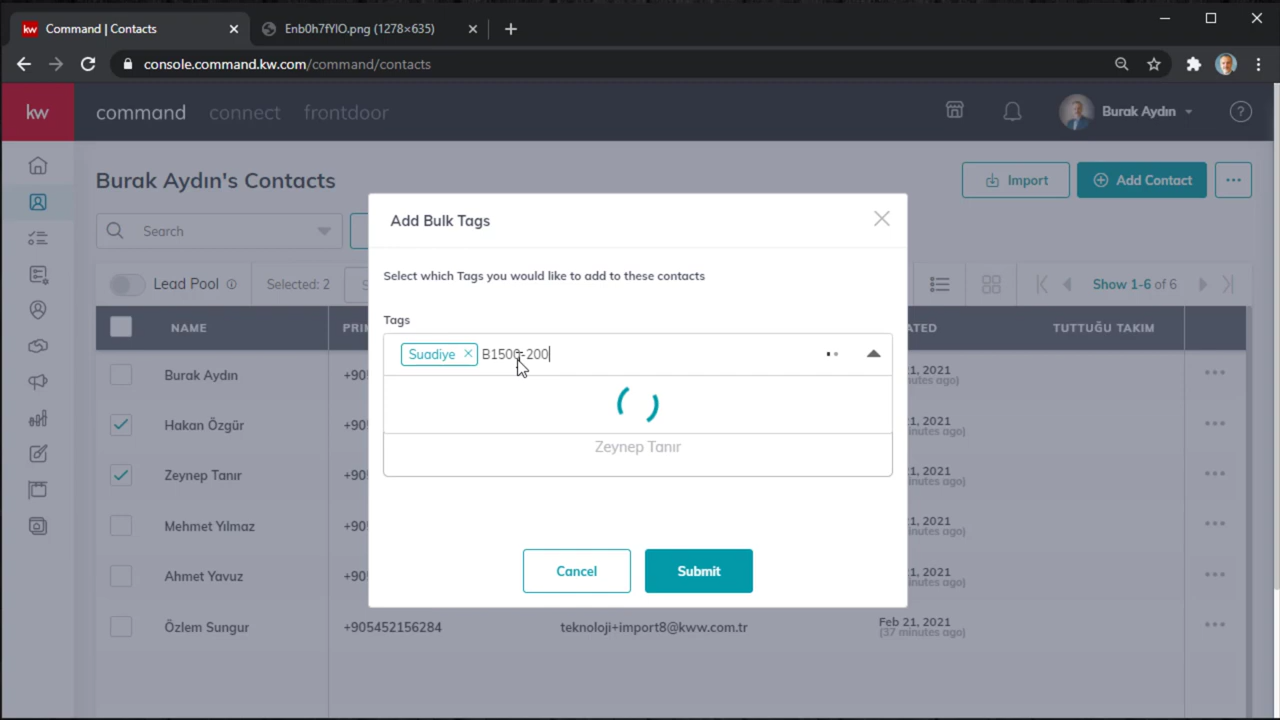 kw Command | Contacts
Enb0h7fYlO.png (1278×635)
console.command.kw.com/command/contacts
kw command connect frontdoor
Burak Aydın
Burak Aydın's Contacts
Import
Add Contact
Search
Add Bulk Tags
Select which Tags you would like to add to these contacts
Lead Pool
Selected: 2
Show 1-6 of 6
Tags
NAME
TUTTUĞU TAKIM
Suadiye × B1500-200
Burak Aydın
Hakan Özgür
Zeynep Tanır
Zeynep Tanır
Mehmet Yılmaz
Cancel
Submit
Ahmet Yavuz
Özlem Sungur +905452156284 teknoloji+import8@kww.com.tr Feb 21, 2021
(37 minutes ago)